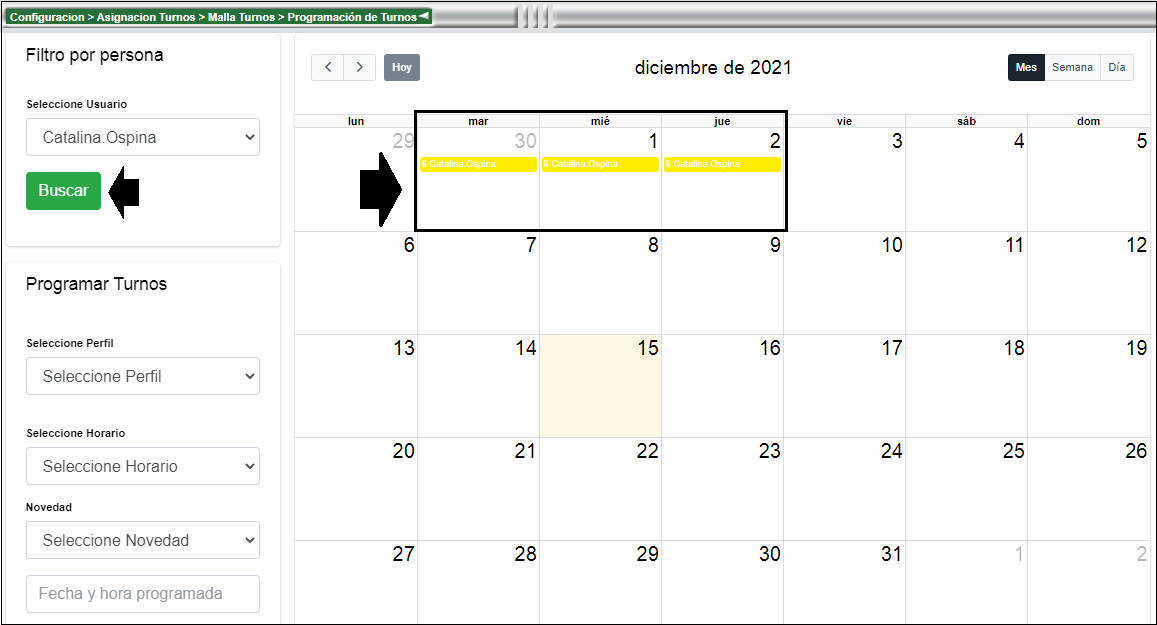 Configuracion > Asignacion Turnos > Malla Turnos > Programación de Turnos
Filtro por persona
Seleccione Usuario
Catalina.Ospina
Buscar
Programar Turnos
Seleccione Perfil
Seleccione Perfil
Seleccione Horario
Seleccione Horario
Novedad
Seleccione Novedad
Fecha y hora programada
Hoy
diciembre de 2021
Mes Semana Día
lun mar mié jue vie sáb dom
29 30 1 2 3 4 5
6 Catalina.Ospina 6 Catalina.Ospina 6 Catalina.Ospina
6 7 8 9 10 11 12
13 14 15 16 17 18 19
20 21 22 23 24 25 26
27 28 29 30 31 1 2